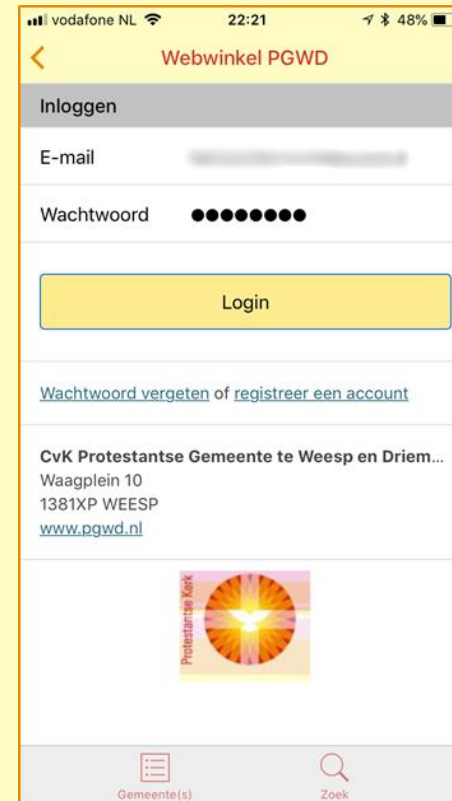 vodafone NL 22:21 48%
Webwinkel PGWD
Inloggen
E-mail
Wachtwoord ●●●●●●●●
Login
Wachtwoord vergeten of registreer een account
CvK Protestantse Gemeente te Weesp en Driem...
Waagplein 10
1381XP WEESP
www.pgwd.nl
Protestantse Kerk
Gemeente(s) Zoek